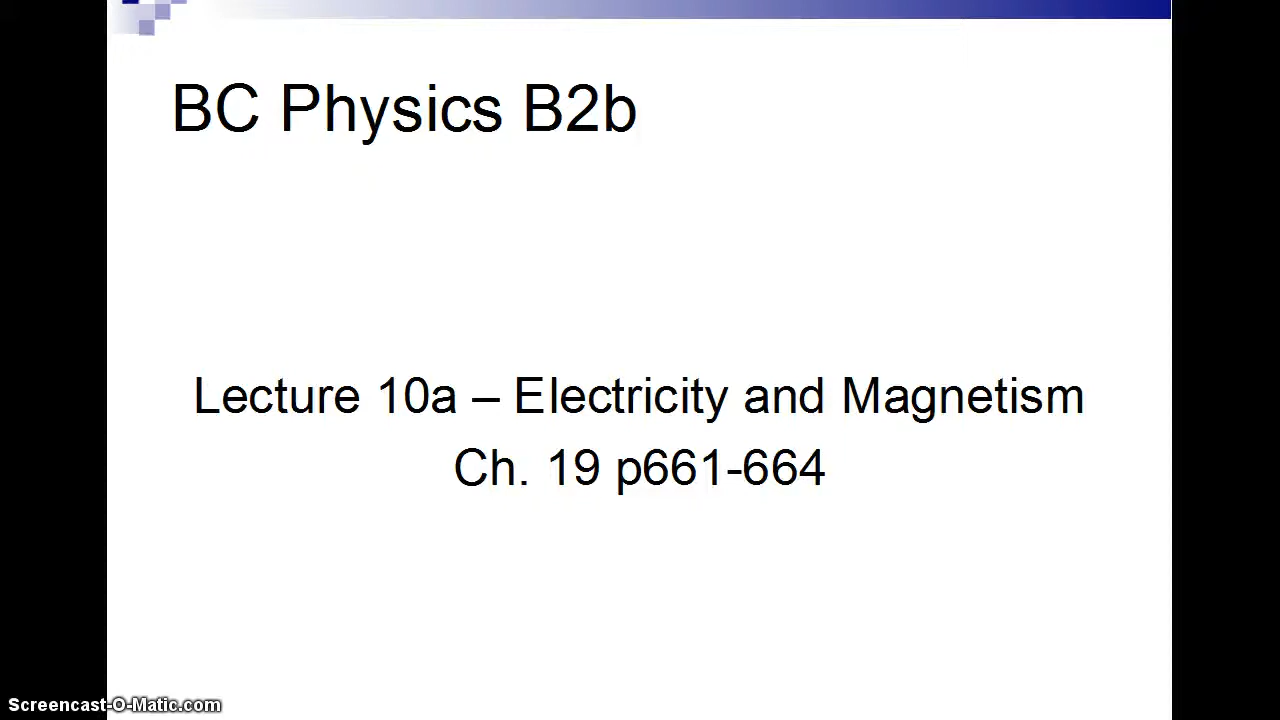 BC Physics B2b
Lecture 10a – Electricity and Magnetism
Ch. 19 p661-664
Screencast-O-Matic.com